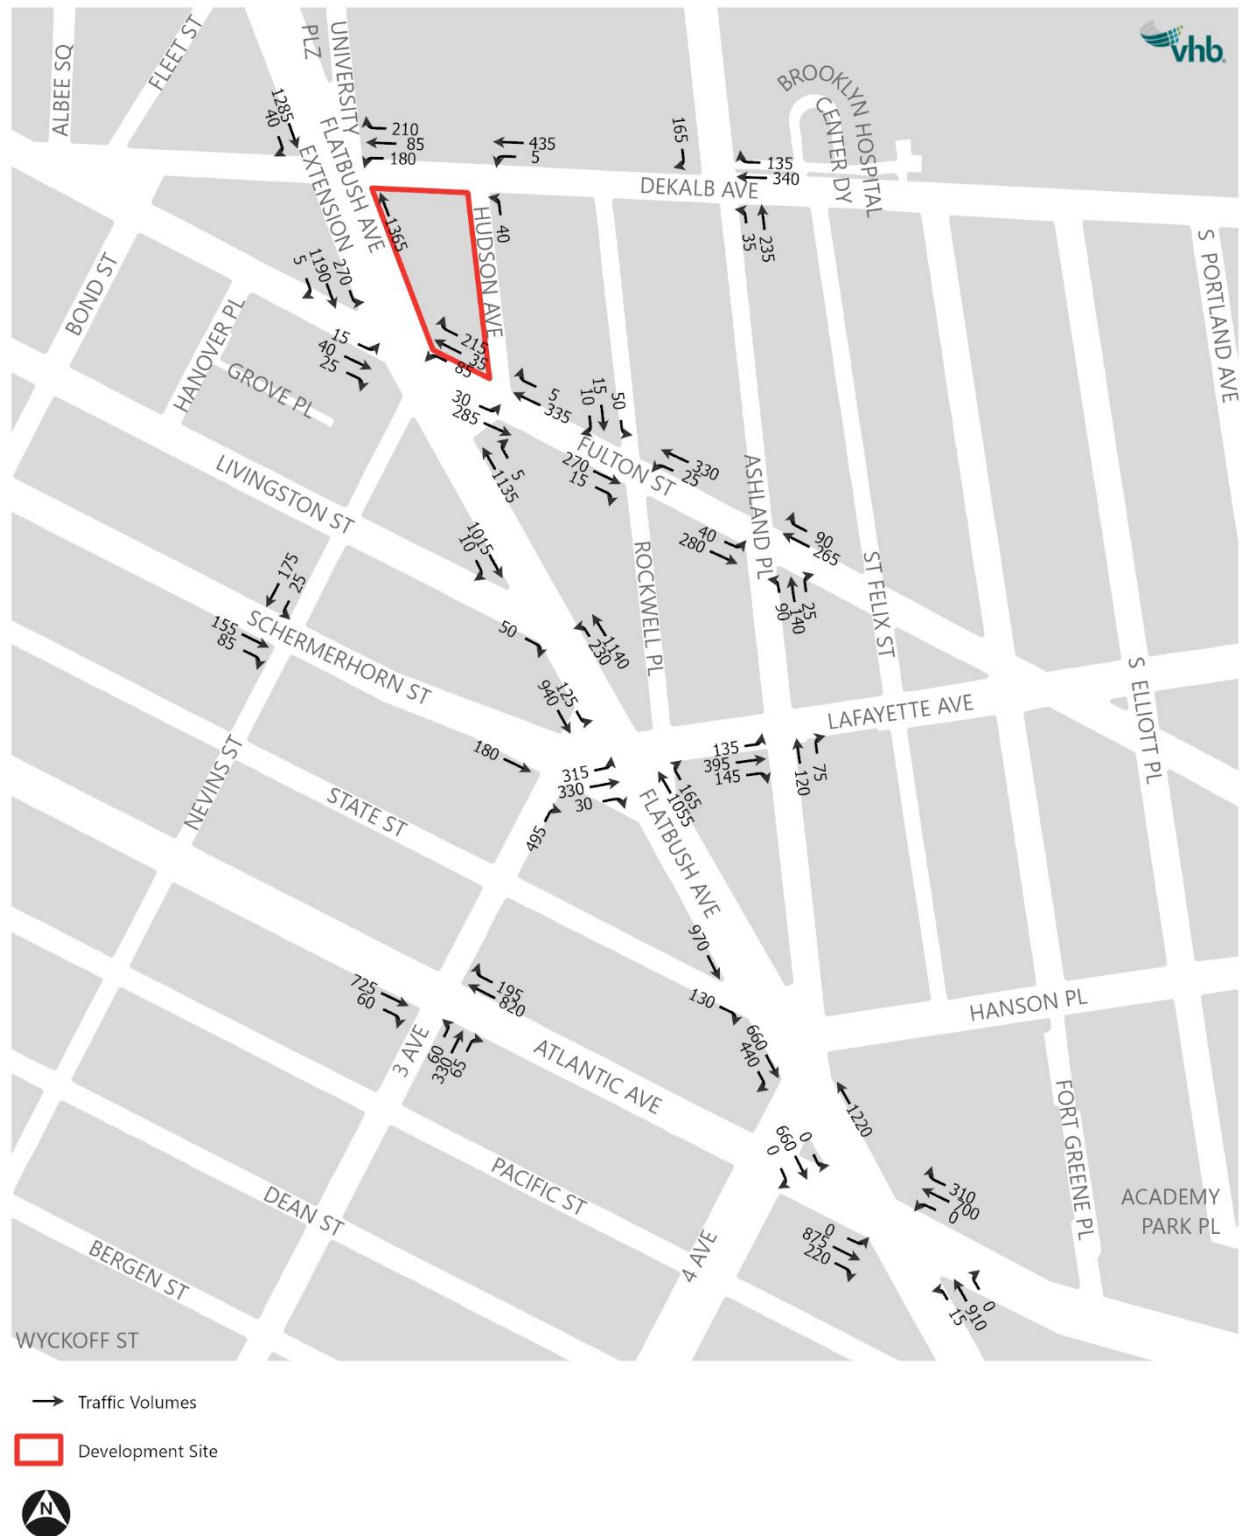 vhb.
ALBEE SQ
FLEET ST
UNIVERSITY
PLZ
BROOKLYN HOSPITAL
CENTER DY
1285
40
210
85
180
435
5
165
135
340
DEKALB AVE
35
235
FLATBUSH AVE
EXTENSION
1365
HUDSON AVE
40
S PORTLAND AVE
BOND ST
HANOVER PL
GROVE PL
5
1190
270
15
40
25
215
35
85
30
285
5
335
15
10
50
5
1135
FULTON ST
270
15
330
25
ASHLAND PL
40
280
90
265
90
140
25
ST FELIX ST
LIVINGSTON ST
1015
10
ROCKWELL PL
175
25
155
85
SCHERMERHORN ST
50
1140
230
940
125
LAFAYETTE AVE
S ELLIOTT PL
NEVINS ST
180
315
330
30
135
395
145
120
75
165
1055
STATE ST
495
FLATBUSH AVE
970
130
725
60
195
820
HANSON PL
3 AVE
60
330
65
ATLANTIC AVE
660
440
1220
FORT GREENE PL
0
660
0
PACIFIC ST
310
700
0
ACADEMY
PARK PL
DEAN ST
4 AVE
0
875
220
BERGEN ST
15
910
0
WYCKOFF ST
Traffic Volumes
Development Site
N